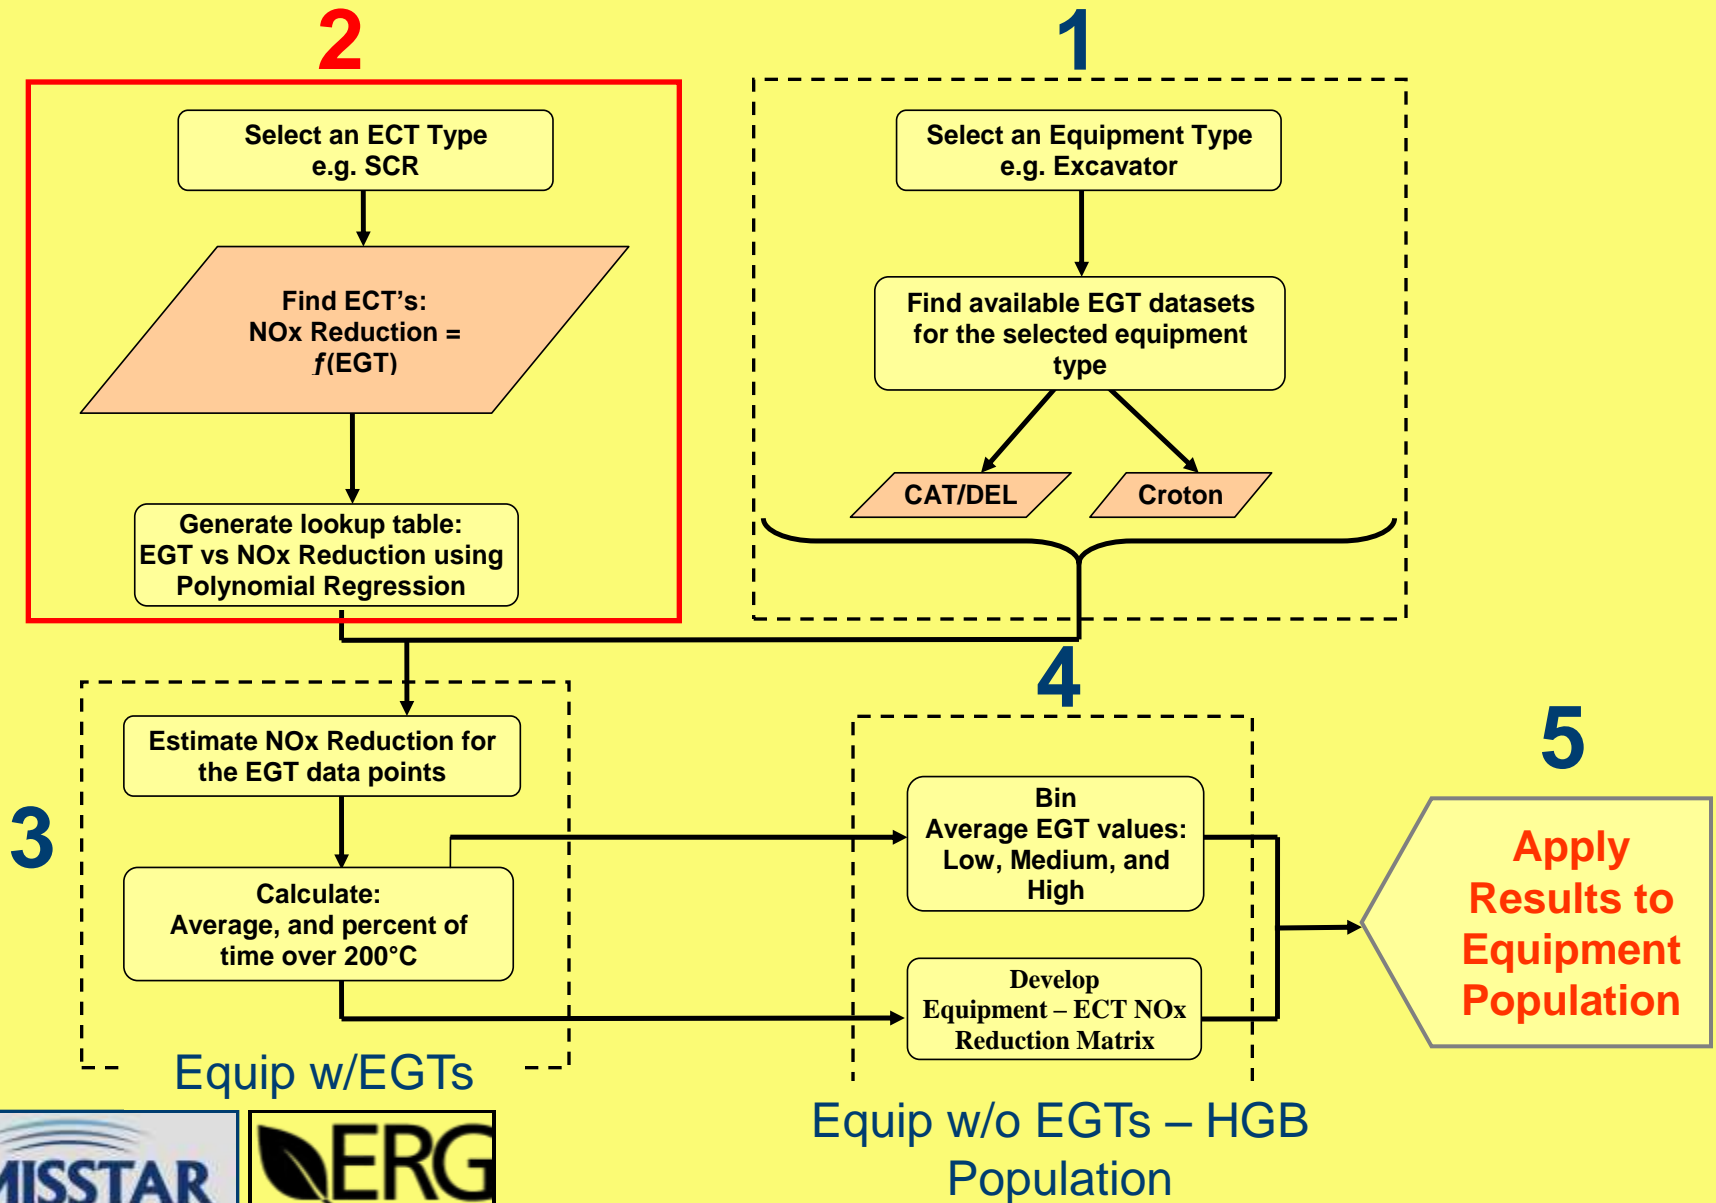 2
1
Select an ECT Type
e.g. SCR
Find ECT's:
NOx Reduction =
ƒ(EGT)
Generate lookup table:
EGT vs NOx Reduction using
Polynomial Regression
Select an Equipment Type
e.g. Excavator
Find available EGT datasets
for the selected equipment
type
CAT/DEL
Croton
3
Estimate NOx Reduction for
the EGT data points
Calculate:
Average, and percent of
time over 200°C
Equip w/EGTs
4
Bin
Average EGT values:
Low, Medium, and
High
Develop
Equipment – ECT NOx
Reduction Matrix
Equip w/o EGTs – HGB
Population
5
Apply
Results to
Equipment
Population
MISSTAR
ERG